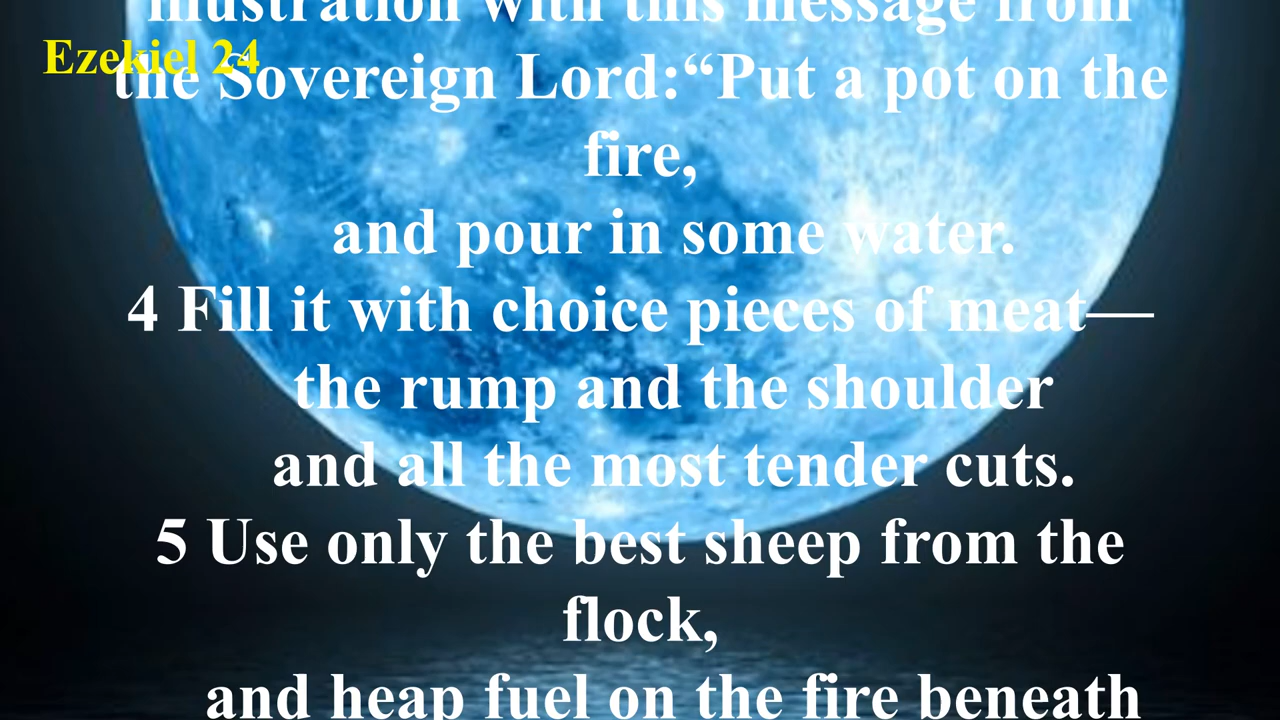 illustration with this message from
Ezekiel 24
the Sovereign Lord:“Put a pot on the
fire,
and pour in some water.
4 Fill it with choice pieces of meat—
the rump and the shoulder
and all the most tender cuts.
5 Use only the best sheep from the
flock,
and heap fuel on the fire beneath